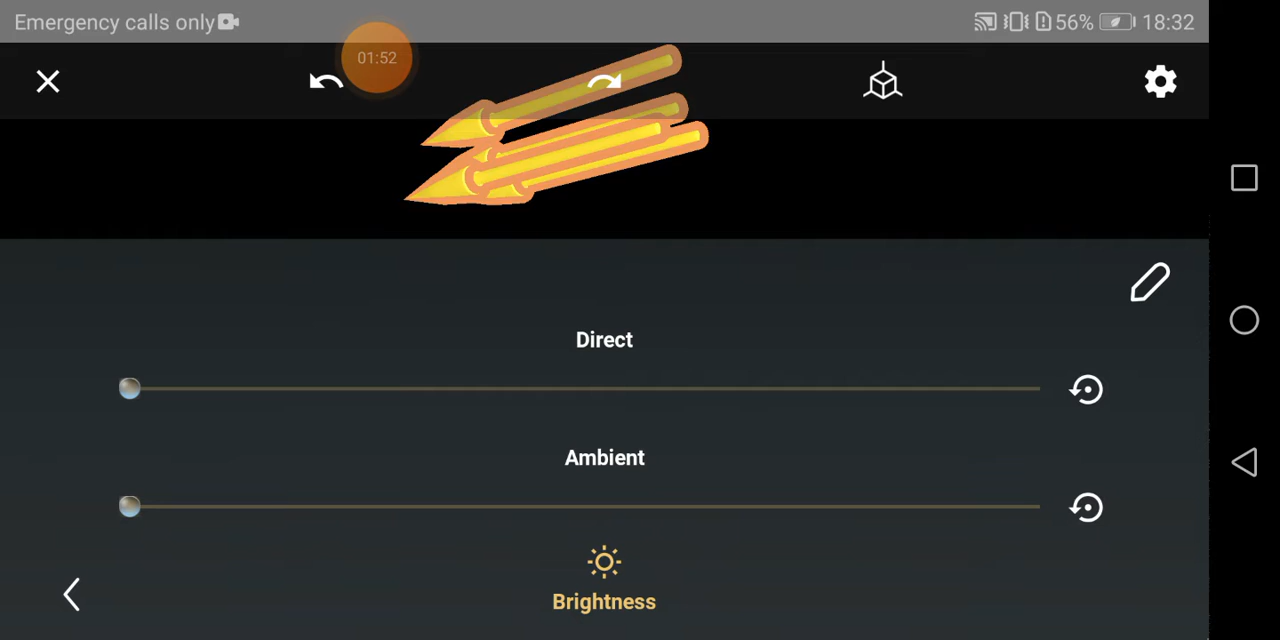 Emergency calls only
56%
18:32
01:52
Direct
Ambient
Brightness